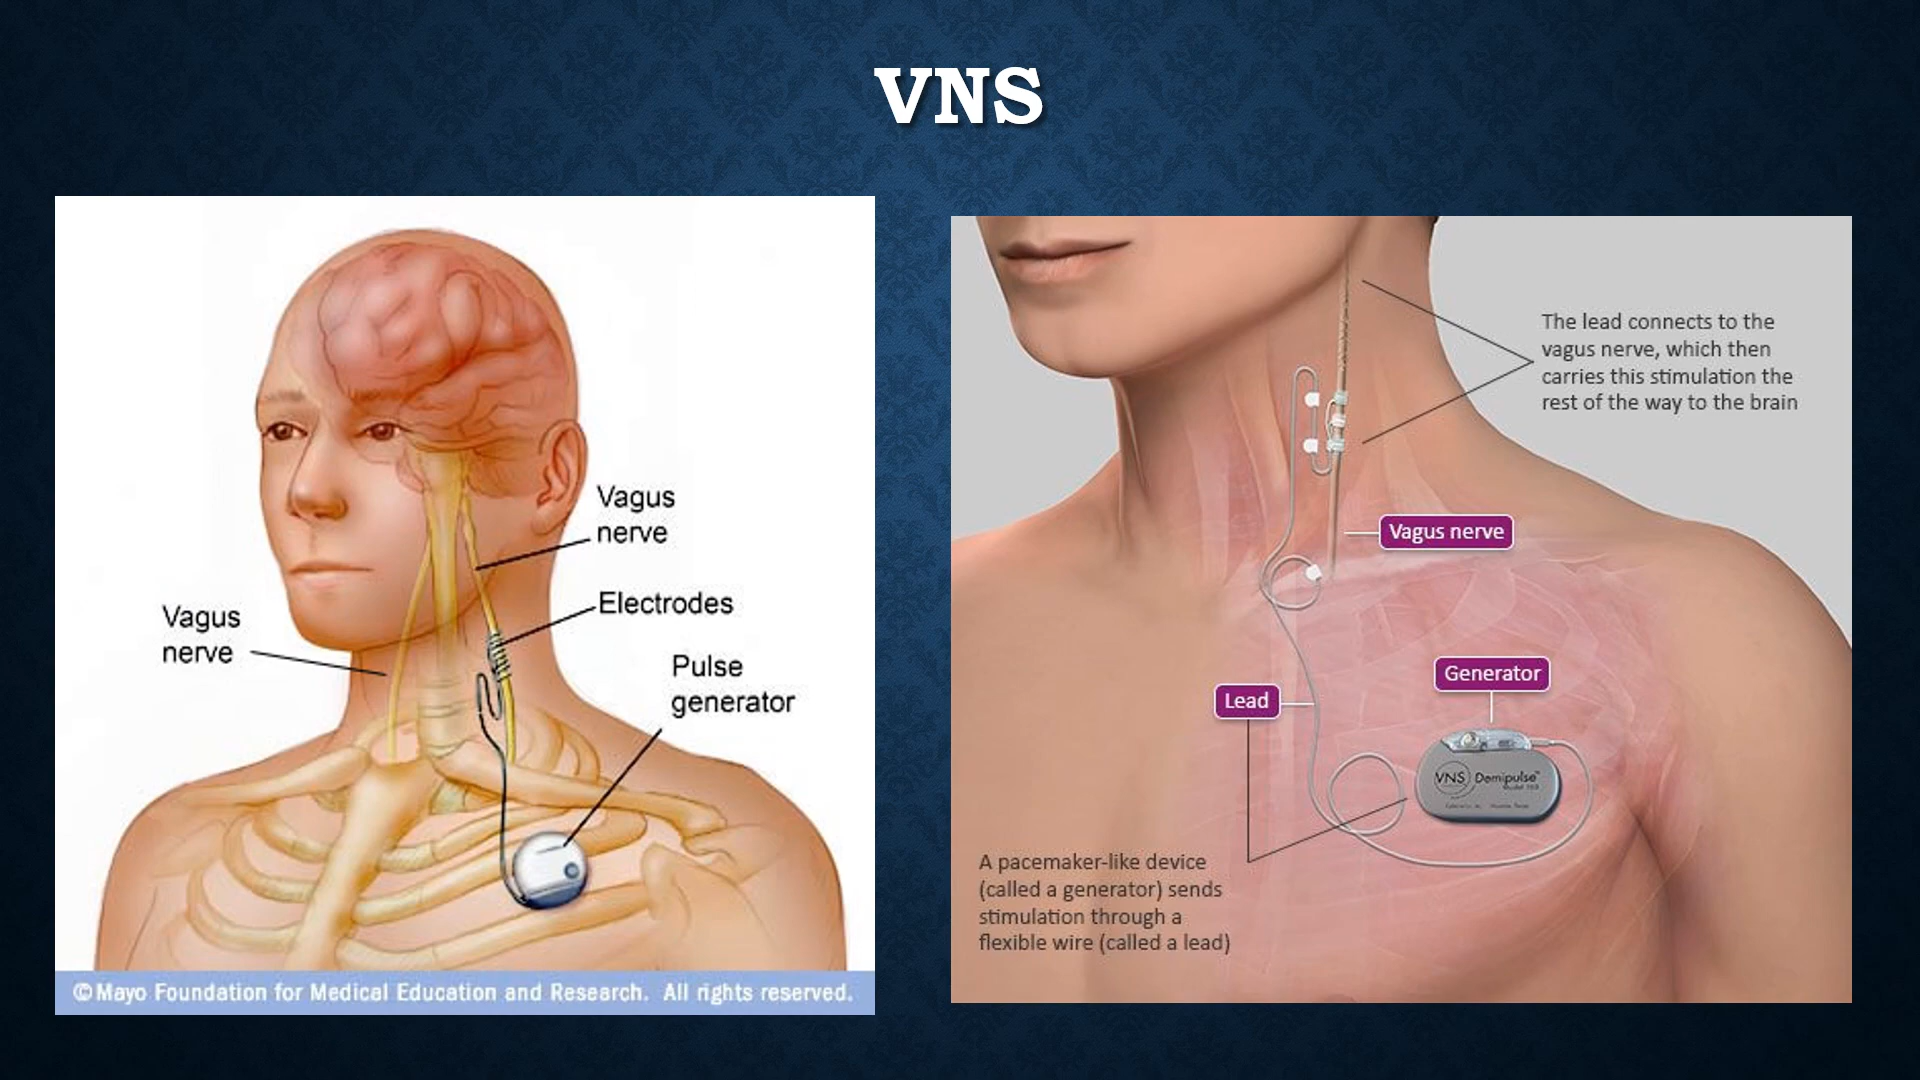 VNS
Vagus
nerve
Electrodes
Vagus
nerve
Pulse
generator
©Mayo Foundation for Medical Education and Research. All rights reserved.
The lead connects to the
vagus nerve, which then
carries this stimulation the
rest of the way to the brain
Vagus nerve
Generator
Lead
VNS Demipulse™
A pacemaker-like device
(called a generator) sends
stimulation through a
flexible wire (called a lead)